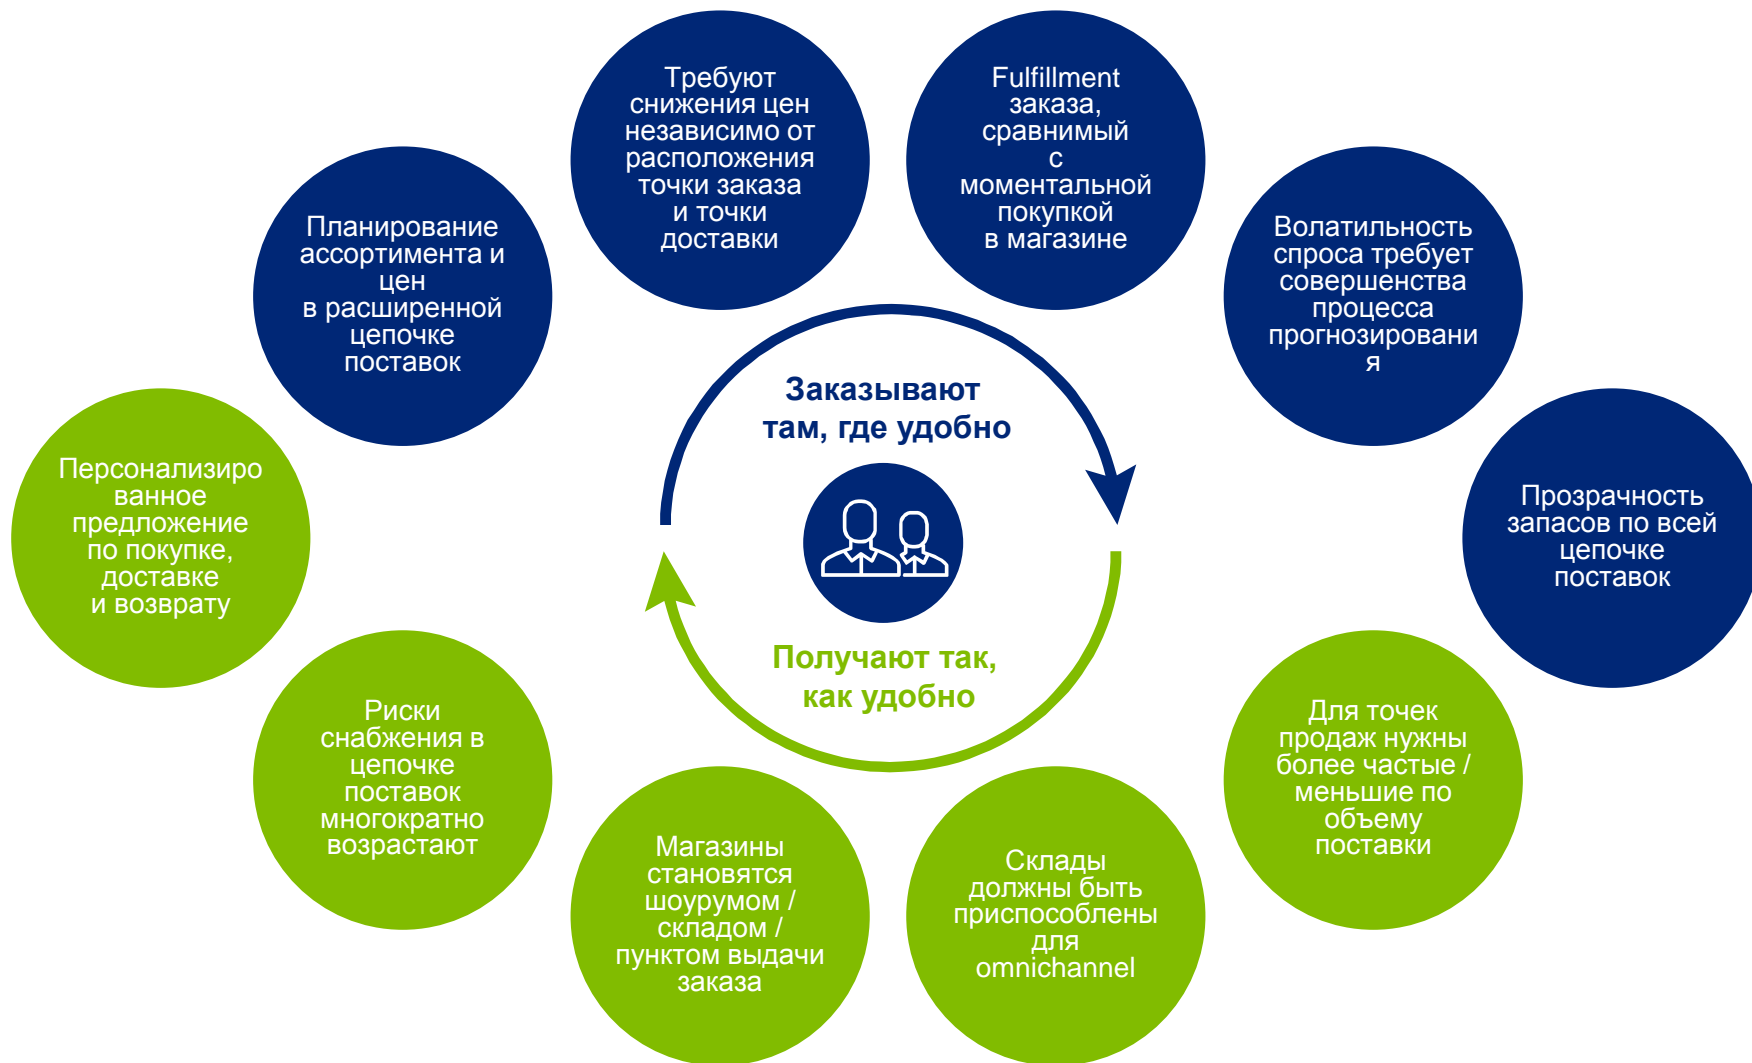 Требуют
снижения цен
независимо от
расположения
точки заказа
и точки
доставки
Fulfillment
заказа,
сравнимый
с
моментальной
покупкой
в магазине
Планирование
ассортимента и
цен
в расширенной
цепочке
поставок
Волатильность
спроса требует
совершенства
процесса
прогнозировани
я
Заказывают
там, где удобно
Персонализиро
ванное
предложение
по покупке,
доставке
и возврату
Прозрачность
запасов по всей
цепочке
поставок
Получают так,
как удобно
Риски
снабжения в
цепочке
поставок
многократно
возрастают
Для точек
продаж нужны
более частые /
меньшие по
объему
поставки
Магазины
становятся
шоурумом /
складом /
пунктом выдачи
заказа
Склады
должны быть
приспособлены
для
omnichannel